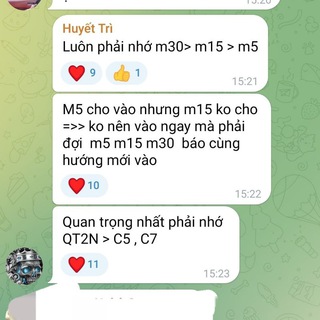 15:20
Huyết Trì
Luôn phải nhớ m30> m15 > m5
9 1
15:21
M5 cho vào nhưng m15 ko cho
=>> ko nên vào ngay mà phải
đợi m5 m15 m30 báo cùng
hướng mới vào
10
15:22
Quan trọng nhất phải nhớ
QT2N > C5 , C7
11
15:23